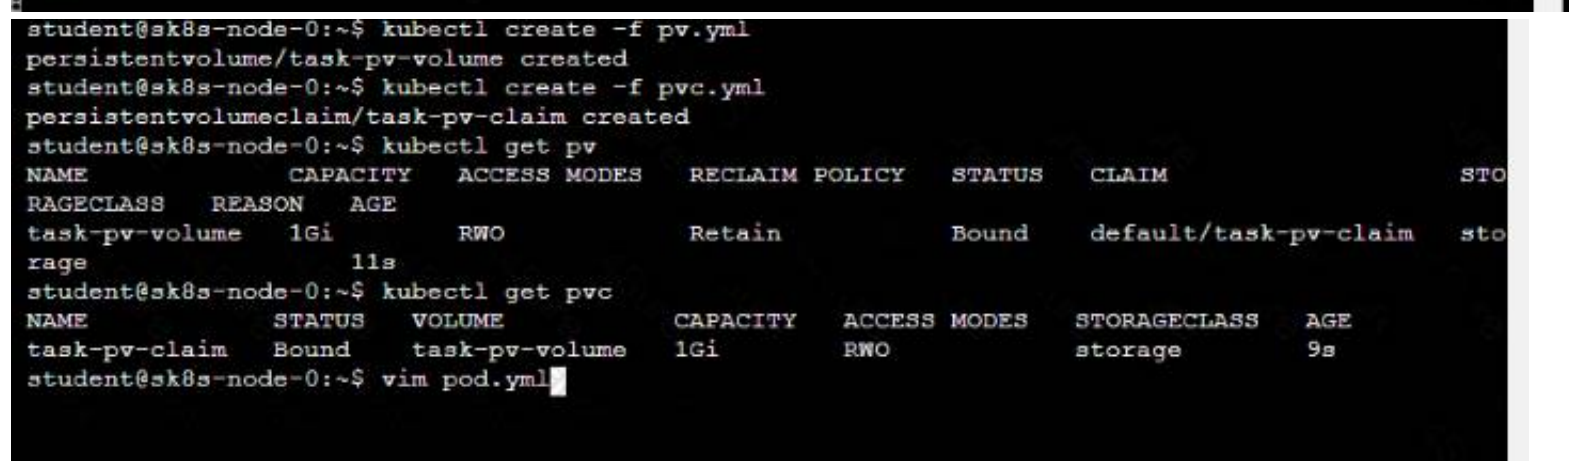 student@sk8s-node-0:~$ kubectl create -f pv.yml
persistentvolume/task-pv-volume created
student@sk8s-node-0:~$ kubectl create -f pvc.yml
persistentvolumeclaim/task-pv-claim created
student@sk8s-node-0:~$ kubectl get pv
NAME CAPACITY ACCESS MODES RECLAIM POLICY STATUS CLAIM STO
RAGECLASS REASON AGE
task-pv-volume 1Gi RWO Retain Bound default/task-pv-claim sto
rage 11s
student@sk8s-node-0:~$ kubectl get pvc
NAME STATUS VOLUME CAPACITY ACCESS MODES STORAGECLASS AGE
task-pv-claim Bound task-pv-volume 1Gi RWO storage 9s
student@sk8s-node-0:~$ vim pod.yml